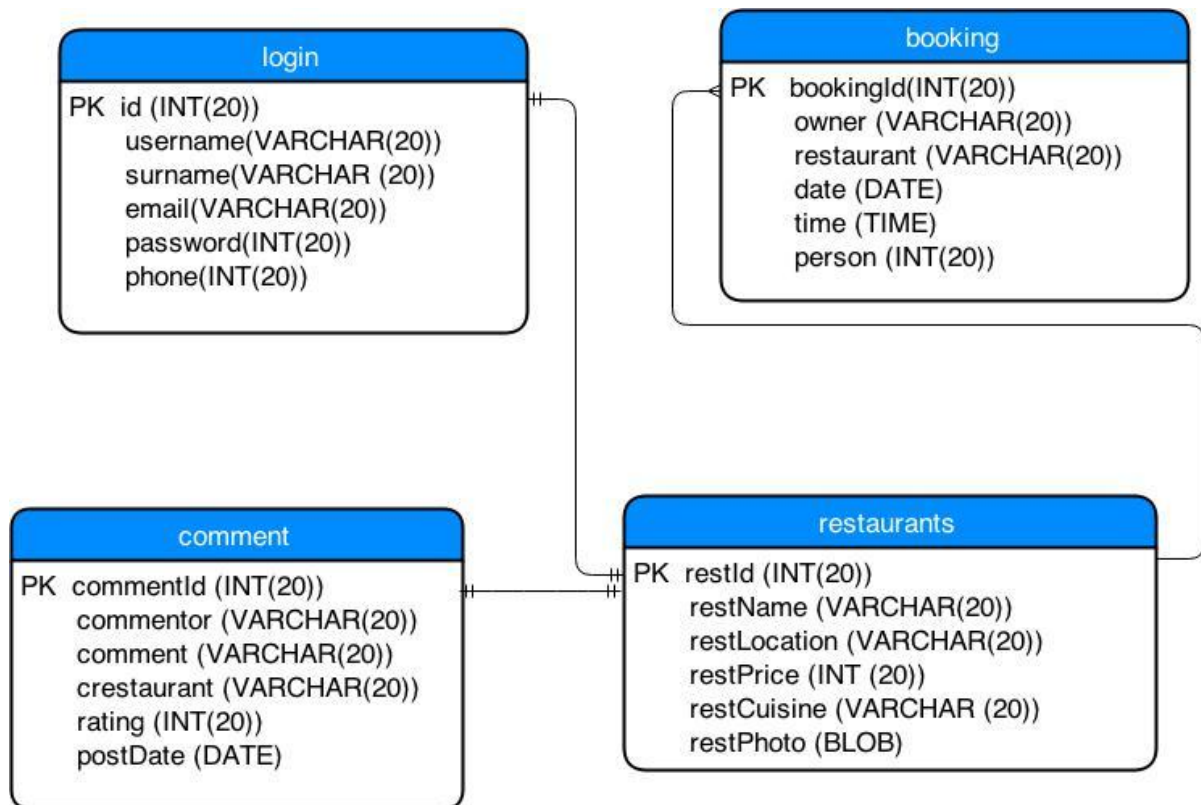 login
PK id (INT(20))
username(VARCHAR(20))
surname(VARCHAR (20))
email(VARCHAR(20))
password(INT(20))
phone(INT(20))
booking
PK bookingId(INT(20))
owner (VARCHAR(20))
restaurant (VARCHAR(20))
date (DATE)
time (TIME)
person (INT(20))
comment
PK commentId (INT(20))
commentor (VARCHAR(20))
comment (VARCHAR(20))
crestaurant (VARCHAR(20))
rating (INT(20))
postDate (DATE)
restaurants
PK restId (INT(20))
restName (VARCHAR(20))
restLocation (VARCHAR(20))
restPrice (INT (20))
restCuisine (VARCHAR (20))
restPhoto (BLOB)